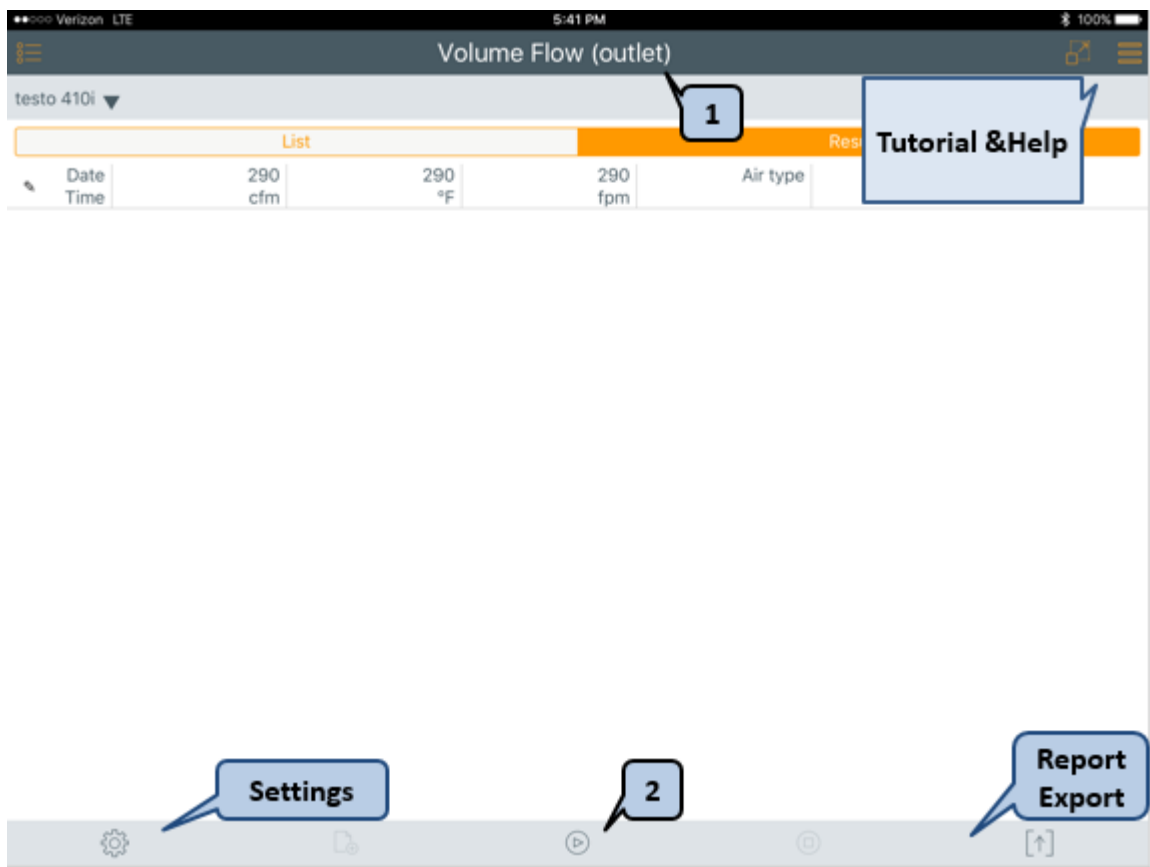 Verizon LTE 5:41 PM 100%
Volume Flow (outlet)
testo 410i
1
Tutorial &Help
List
Date 290 290 290 Air type
Time cfm °F fpm
Report
Export
Settings
2